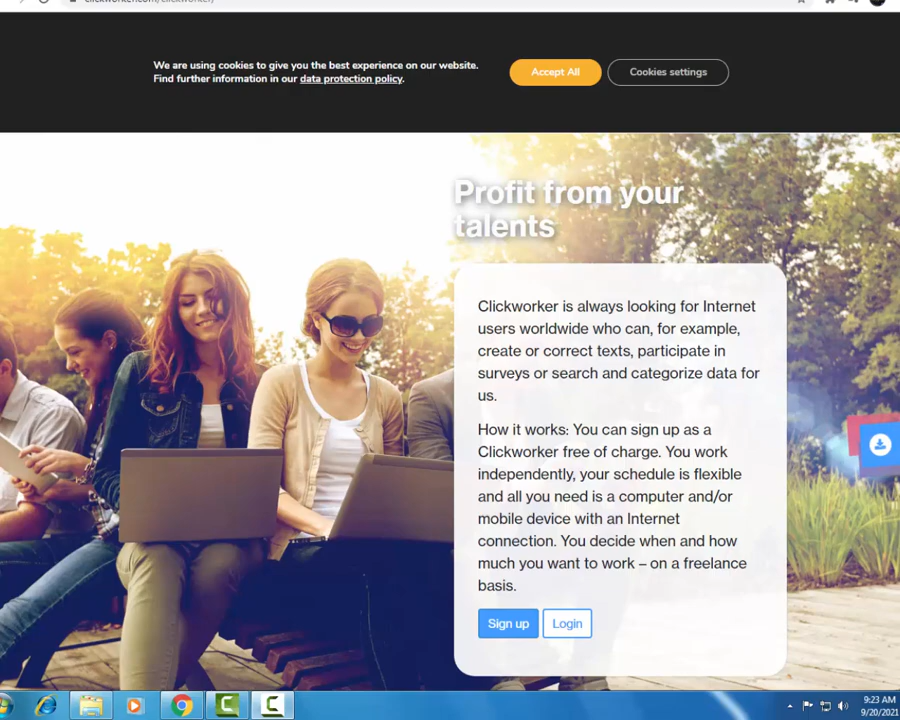 We are using cookies to give you the best experience on our website.
Find further information in our data protection policy.
Accept All
Cookies settings
Profit from your
talents
Clickworker is always looking for Internet
users worldwide who can, for example,
create or correct texts, participate in
surveys or search and categorize data for
us.
How it works: You can sign up as a
Clickworker free of charge. You work
independently, your schedule is flexible
and all you need is a computer and/or
mobile device with an Internet
connection. You decide when and how
much you want to work – on a freelance
basis.
Sign up
Login
9:23 AM
9/20/2021